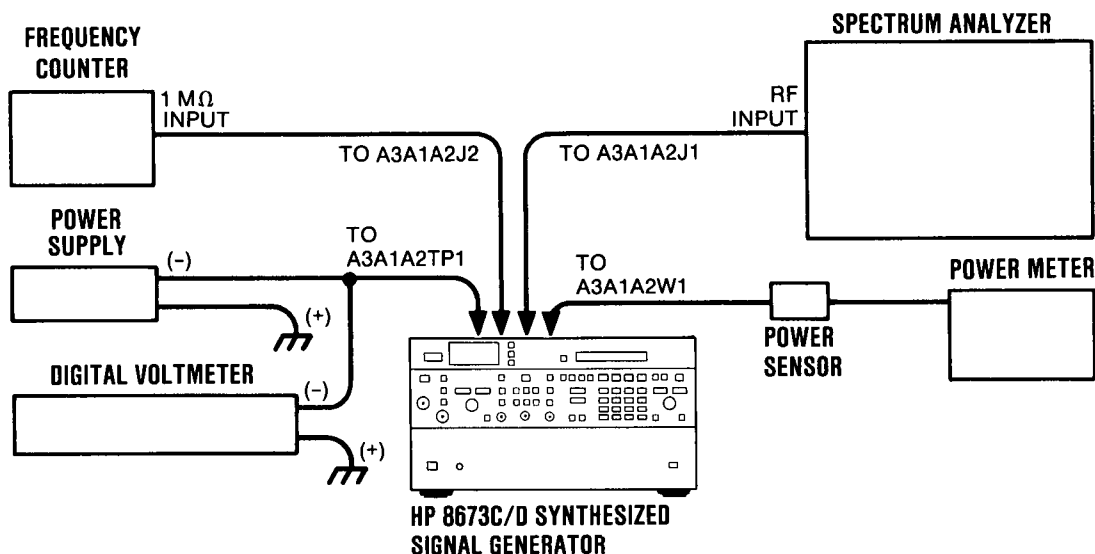 FREQUENCY
COUNTER
1 MΩ
INPUT
TO A3A1A2J2
SPECTRUM ANALYZER
RF
INPUT
TO A3A1A2J1
POWER
SUPPLY
(-)
(+)
TO
A3A1A2TP1
TO
A3A1A2W1
POWER METER
POWER
SENSOR
DIGITAL VOLTMETER
(-)
(+)
HP 8673C/D SYNTHESIZED
SIGNAL GENERATOR